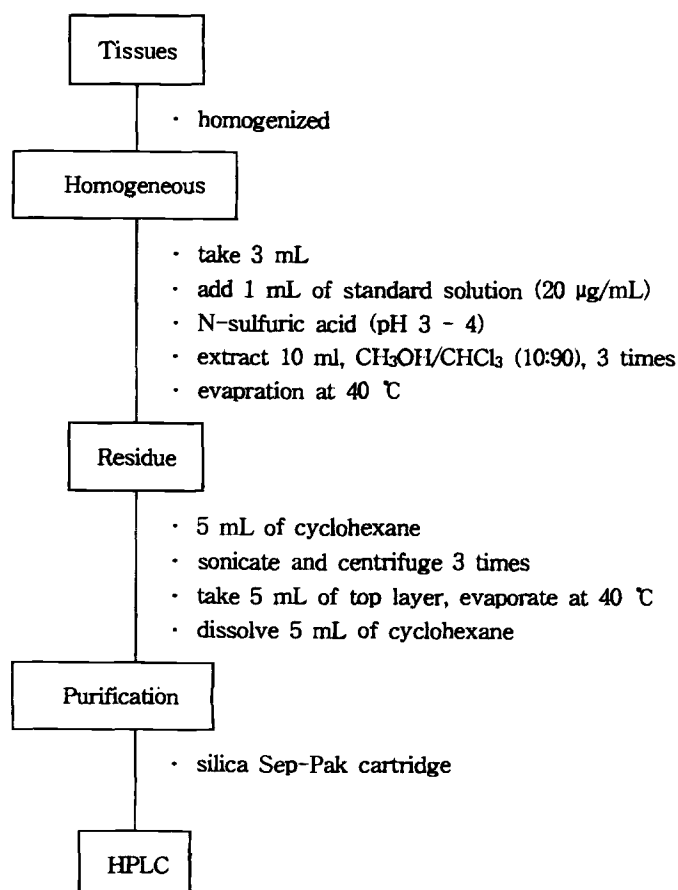 Tissues
· homogenized
Homogeneous
· take 3 mL
· add 1 mL of standard solution (20 μg/mL)
· N-sulfuric acid (pH 3 - 4)
· extract 10 ml, CH₃OH/CHCl₃ (10:90), 3 times
· evapration at 40 ℃
Residue
· 5 mL of cyclohexane
· sonicate and centrifuge 3 times
· take 5 mL of top layer, evaporate at 40 ℃
· dissolve 5 mL of cyclohexane
Purification
· silica Sep-Pak cartridge
HPLC